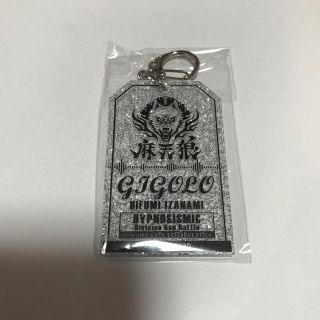 麻天狼
GIGOLO
HIFUMI IZANAMI
HYPNOSISMIC
Division Rap Battle